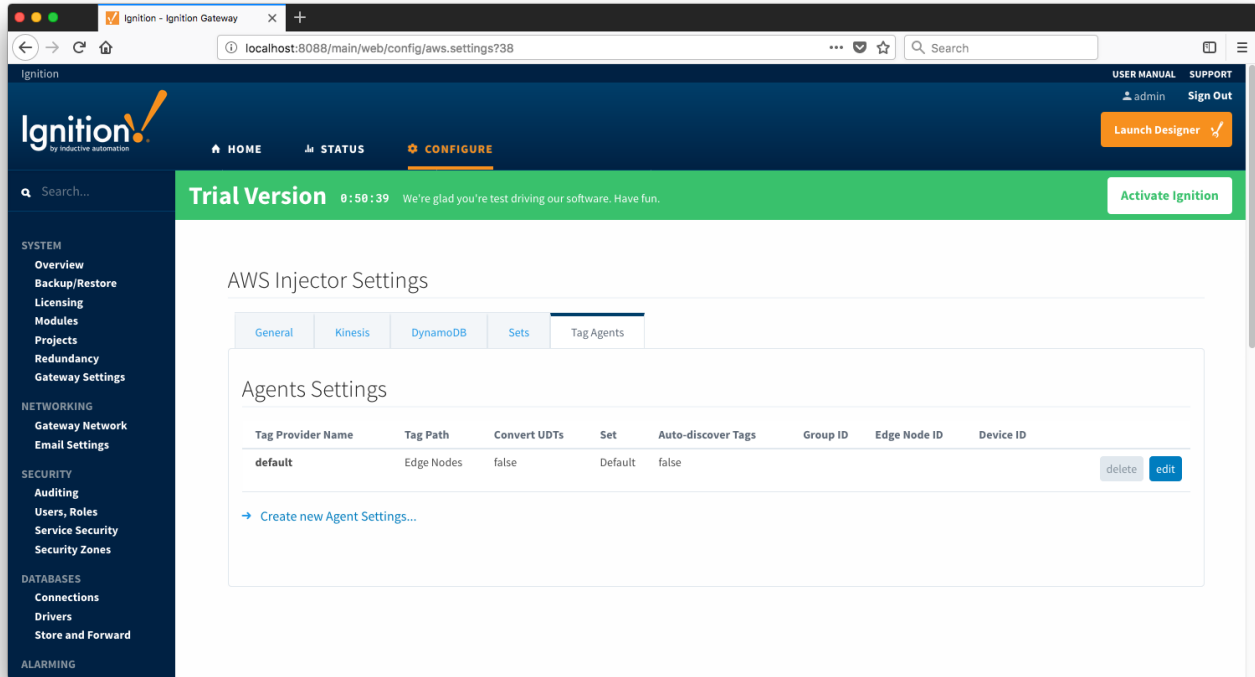 Ignition - Ignition Gateway
localhost:8088/main/web/config/aws.settings?38
Search
Ignition
USER MANUAL SUPPORT
admin Sign Out
Ignition!
by inductive automation
HOME STATUS CONFIGURE
Launch Designer
Search...
Trial Version 0:50:39 We're glad you're test driving our software. Have fun.
Activate Ignition
SYSTEM
Overview
Backup/Restore
Licensing
Modules
Projects
Redundancy
Gateway Settings
NETWORKING
Gateway Network
Email Settings
SECURITY
Auditing
Users, Roles
Service Security
Security Zones
DATABASES
Connections
Drivers
Store and Forward
ALARMING
AWS Injector Settings
General Kinesis DynamoDB Sets Tag Agents
Agents Settings
Tag Provider Name Tag Path Convert UDTs Set Auto-discover Tags Group ID Edge Node ID Device ID
default Edge Nodes false Default false
delete edit
Create new Agent Settings...